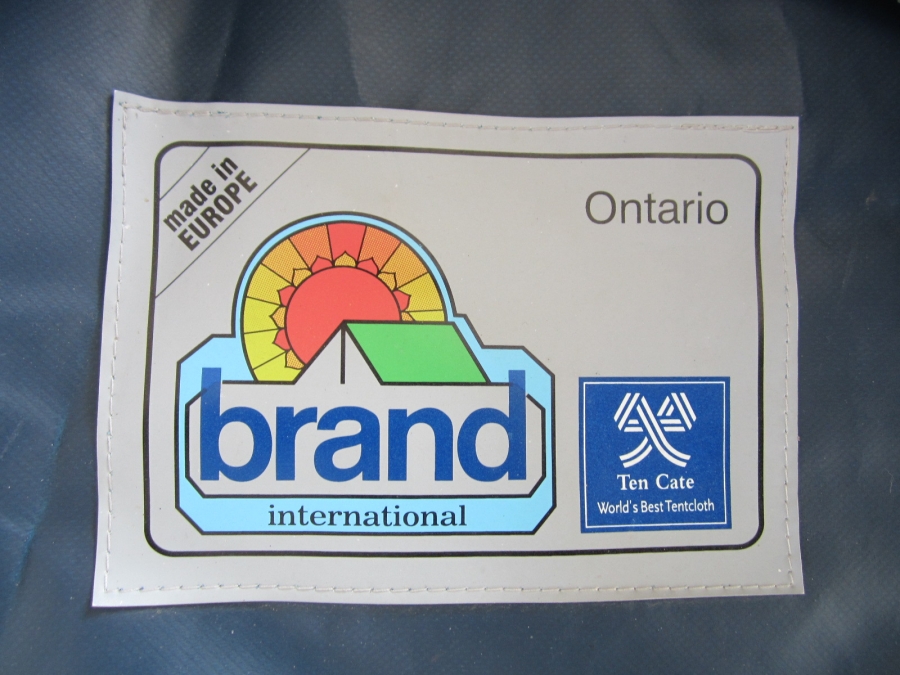 made in
EUROPE
Ontario
brand
international
Ten Cate
World's Best Tentcloth